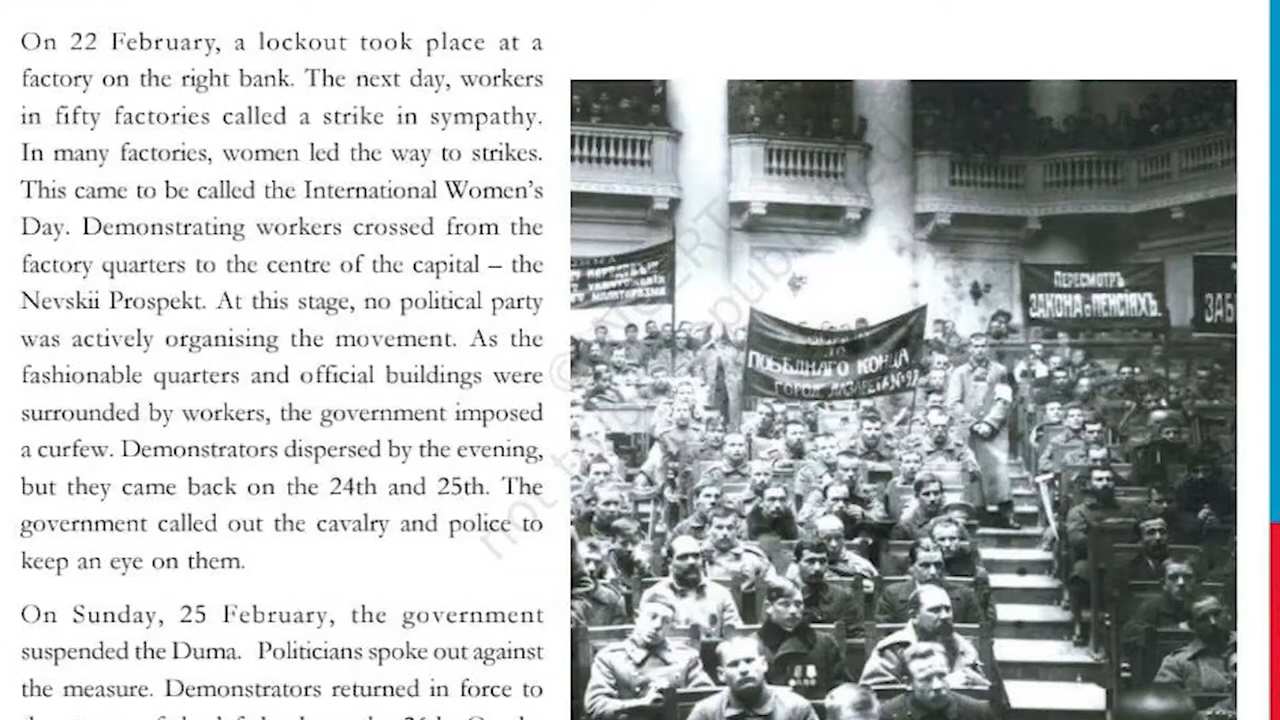 On 22 February, a lockout took place at a
factory on the right bank. The next day, workers
in fifty factories called a strike in sympathy.
In many factories, women led the way to strikes.
This came to be called the International Women's
Day. Demonstrating workers crossed from the
factory quarters to the centre of the capital – the
Nevskii Prospekt. At this stage, no political party
was actively organising the movement. As the
fashionable quarters and official buildings were
surrounded by workers, the government imposed
a curfew. Demonstrators dispersed by the evening,
but they came back on the 24th and 25th. The
government called out the cavalry and police to
keep an eye on them.
On Sunday, 25 February, the government
suspended the Duma. Politicians spoke out against
the measure. Demonstrators returned in force to
ПЕРЕСМОТРЪ
ЗАКОНА о ПЕНСІЯХЪ.
ЗАБ
КОНЦА